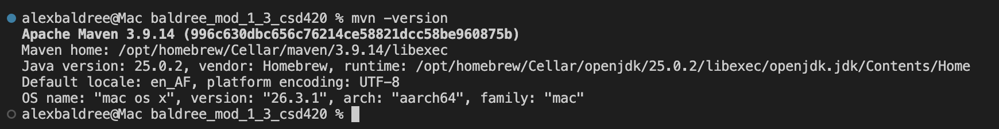 alexbaldree@Mac baldree_mod_1_3_csd420 % mvn -version
Apache Maven 3.9.14 (996c630dbc656c76214ce58821dcc58be960875b)
Maven home: /opt/homebrew/Cellar/maven/3.9.14/libexec
Java version: 25.0.2, vendor: Homebrew, runtime: /opt/homebrew/Cellar/openjdk/25.0.2/libexec/openjdk.jdk/Contents/Home
Default locale: en_AF, platform encoding: UTF-8
OS name: "mac os x", version: "26.3.1", arch: "aarch64", family: "mac"
alexbaldree@Mac baldree_mod_1_3_csd420 %